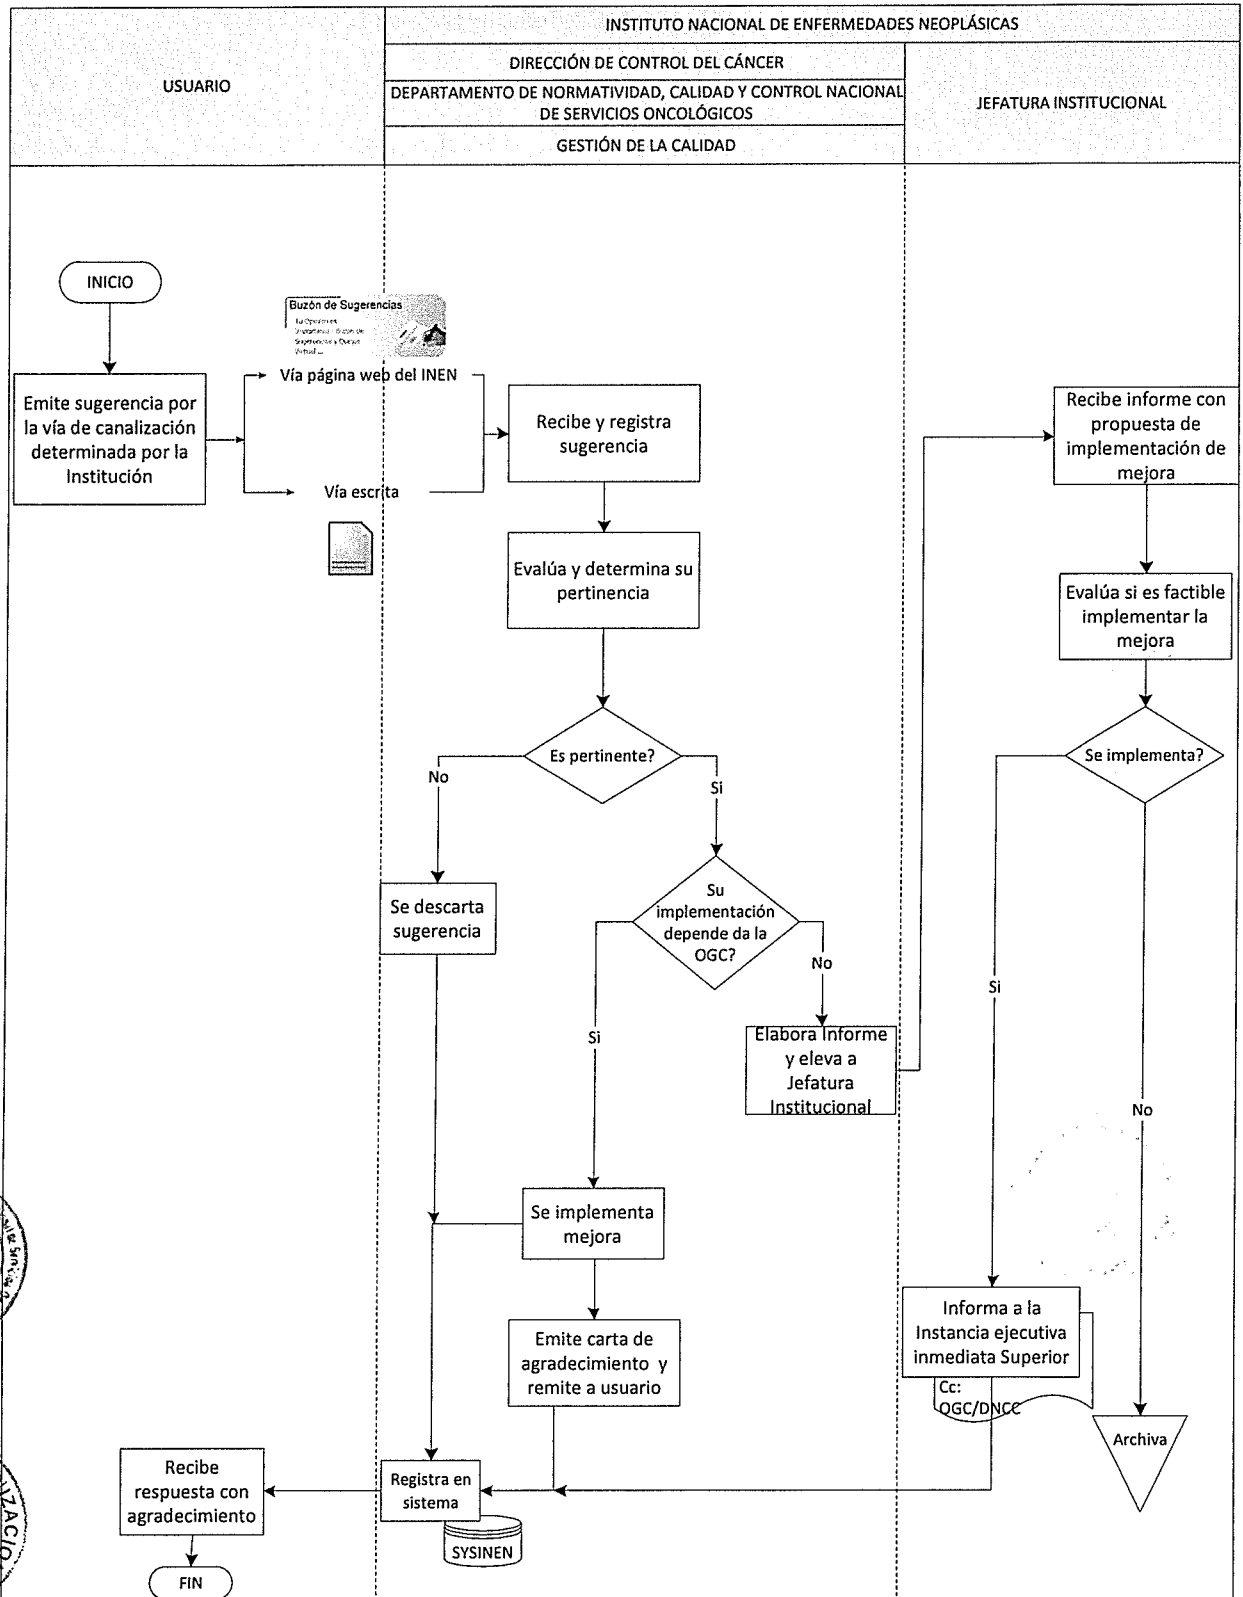 INSTITUTO NACIONAL DE ENFERMEDADES NEOPLÁSICAS
USUARIO
DIRECCIÓN DE CONTROL DEL CÁNCER
DEPARTAMENTO DE NORMATIVIDAD, CALIDAD Y CONTROL NACIONAL
DE SERVICIOS ONCOLÓGICOS
GESTIÓN DE LA CALIDAD
JEFATURA INSTITUCIONAL
INICIO
Buzón de Sugerencias
Emite sugerencia por
la vía de canalización
determinada por la
Institución
Vía página web del INEN
Vía escrita
Recibe y registra
sugerencia
Evalúa y determina su
pertinencia
Es pertinente?
No
Si
Se descarta
sugerencia
Su
implementación
depende da la
OGC?
Si
No
Elabora Informe
y eleva a
Jefatura
Institucional
Recibe informe con
propuesta de
implementación de
mejora
Evalúa si es factible
implementar la
mejora
Se implementa?
Si
No
Se implementa
mejora
Emite carta de
agradecimiento y
remite a usuario
Informa a la
Instancia ejecutiva
inmediata Superior
Cc:
OGC/DNCC
Archiva
Registra en
sistema
SYSINEN
Recibe
respuesta con
agradecimiento
FIN